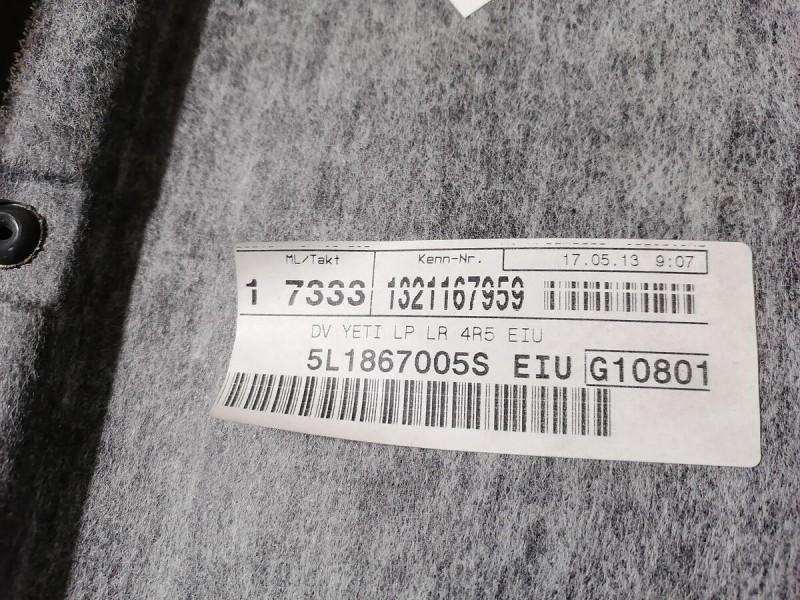 ML/Takt Kenn-Nr. 17.05.13 9:07
1 7333 1321167959
DV YETI LP LR 4R5 EIU
5L1867005S EIU G10801